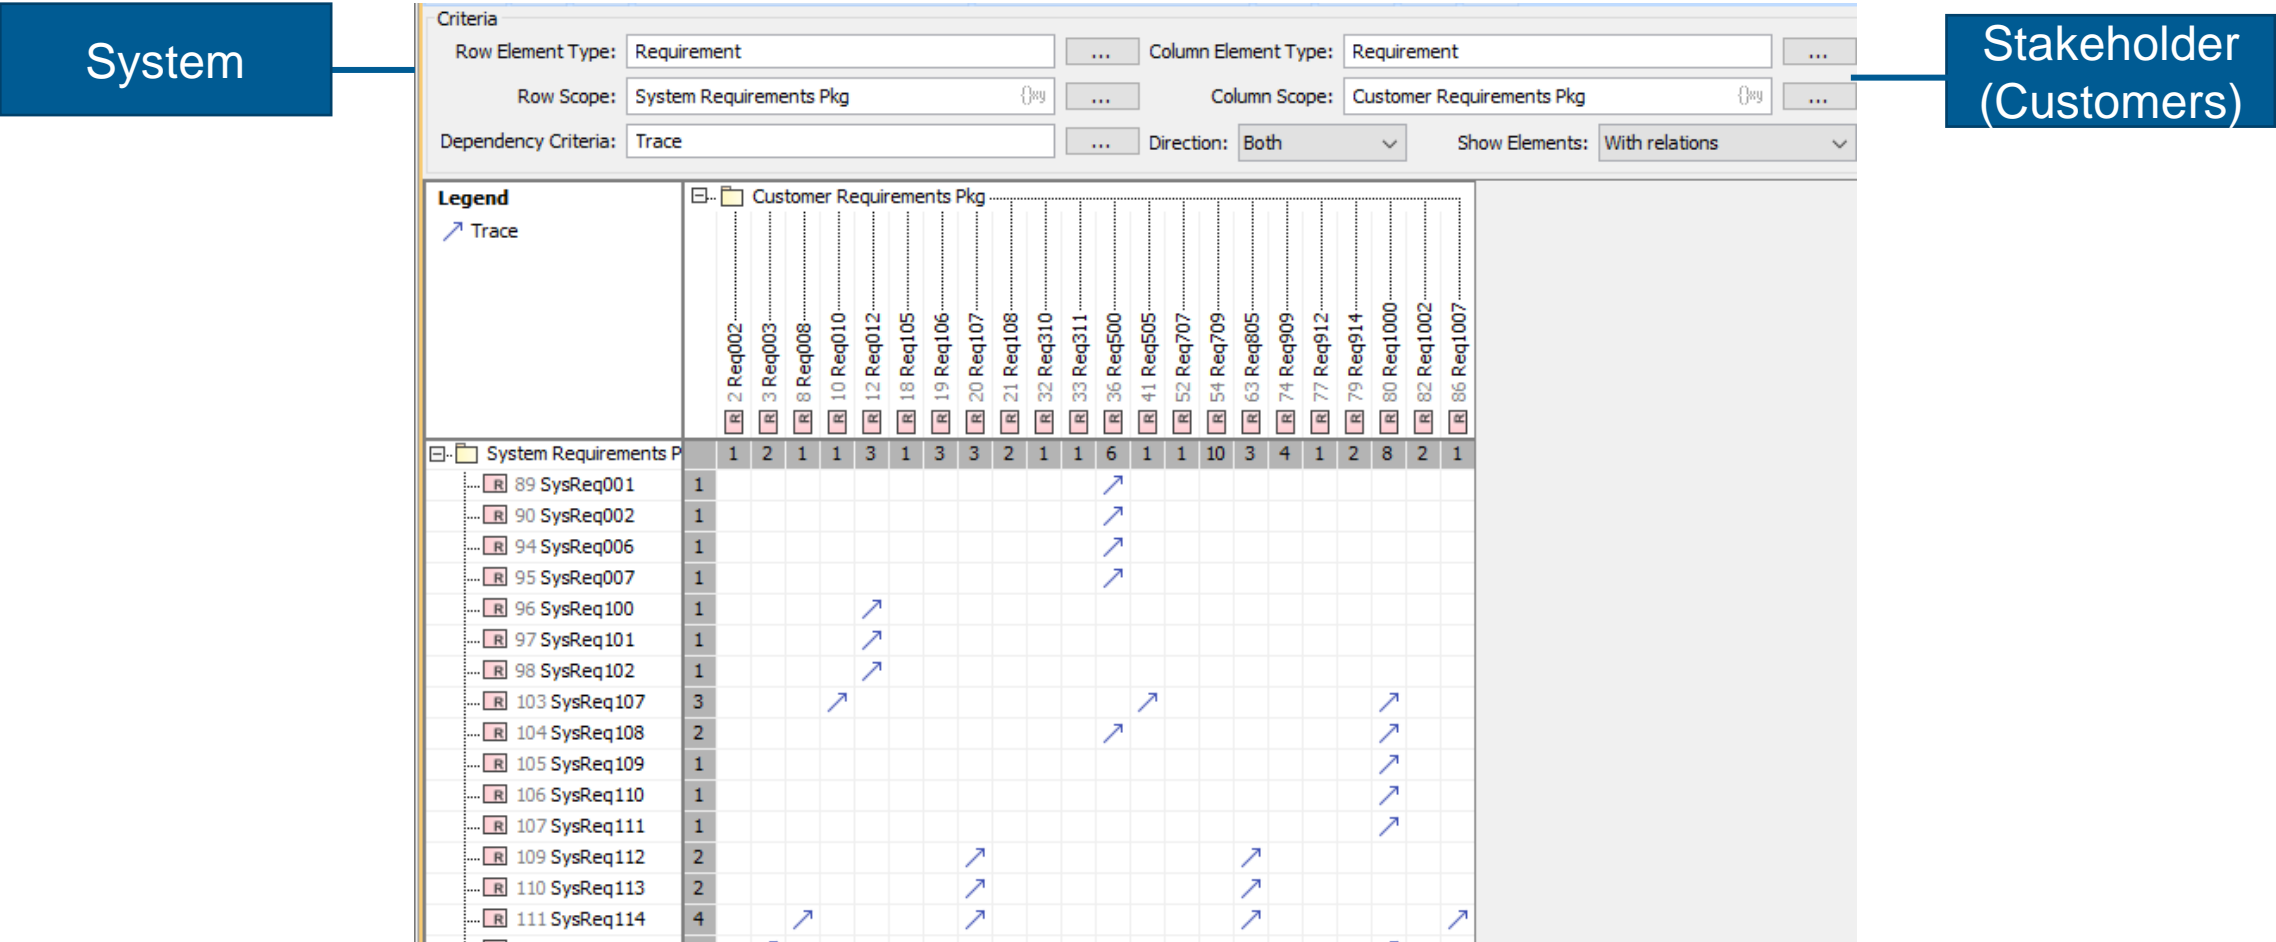 System
Stakeholder
(Customers)
Criteria
Row Element Type: Requirement ... Column Element Type: Requirement ...
Row Scope: System Requirements Pkg {}xy ... Column Scope: Customer Requirements Pkg {}xy ...
Dependency Criteria: Trace ... Direction: Both Show Elements: With relations
Legend
Trace
Customer Requirements Pkg
R 2 Req002
R 3 Req003
R 8 Req008
R 10 Req010
R 12 Req012
R 18 Req105
R 19 Req106
R 20 Req107
R 21 Req108
R 32 Req310
R 33 Req311
R 36 Req500
R 41 Req505
R 52 Req707
R 54 Req709
R 63 Req805
R 74 Req909
R 77 Req912
R 79 Req914
R 80 Req1000
R 82 Req1002
R 86 Req1007
System Requirements P 1 2 1 1 3 1 3 3 2 1 1 6 1 1 10 3 4 1 2 8 2 1
R 89 SysReq001 1
R 90 SysReq002 1
R 94 SysReq006 1
R 95 SysReq007 1
R 96 SysReq100 1
R 97 SysReq101 1
R 98 SysReq102 1
R 103 SysReq107 3
R 104 SysReq108 2
R 105 SysReq109 1
R 106 SysReq110 1
R 107 SysReq111 1
R 109 SysReq112 2
R 110 SysReq113 2
R 111 SysReq114 4